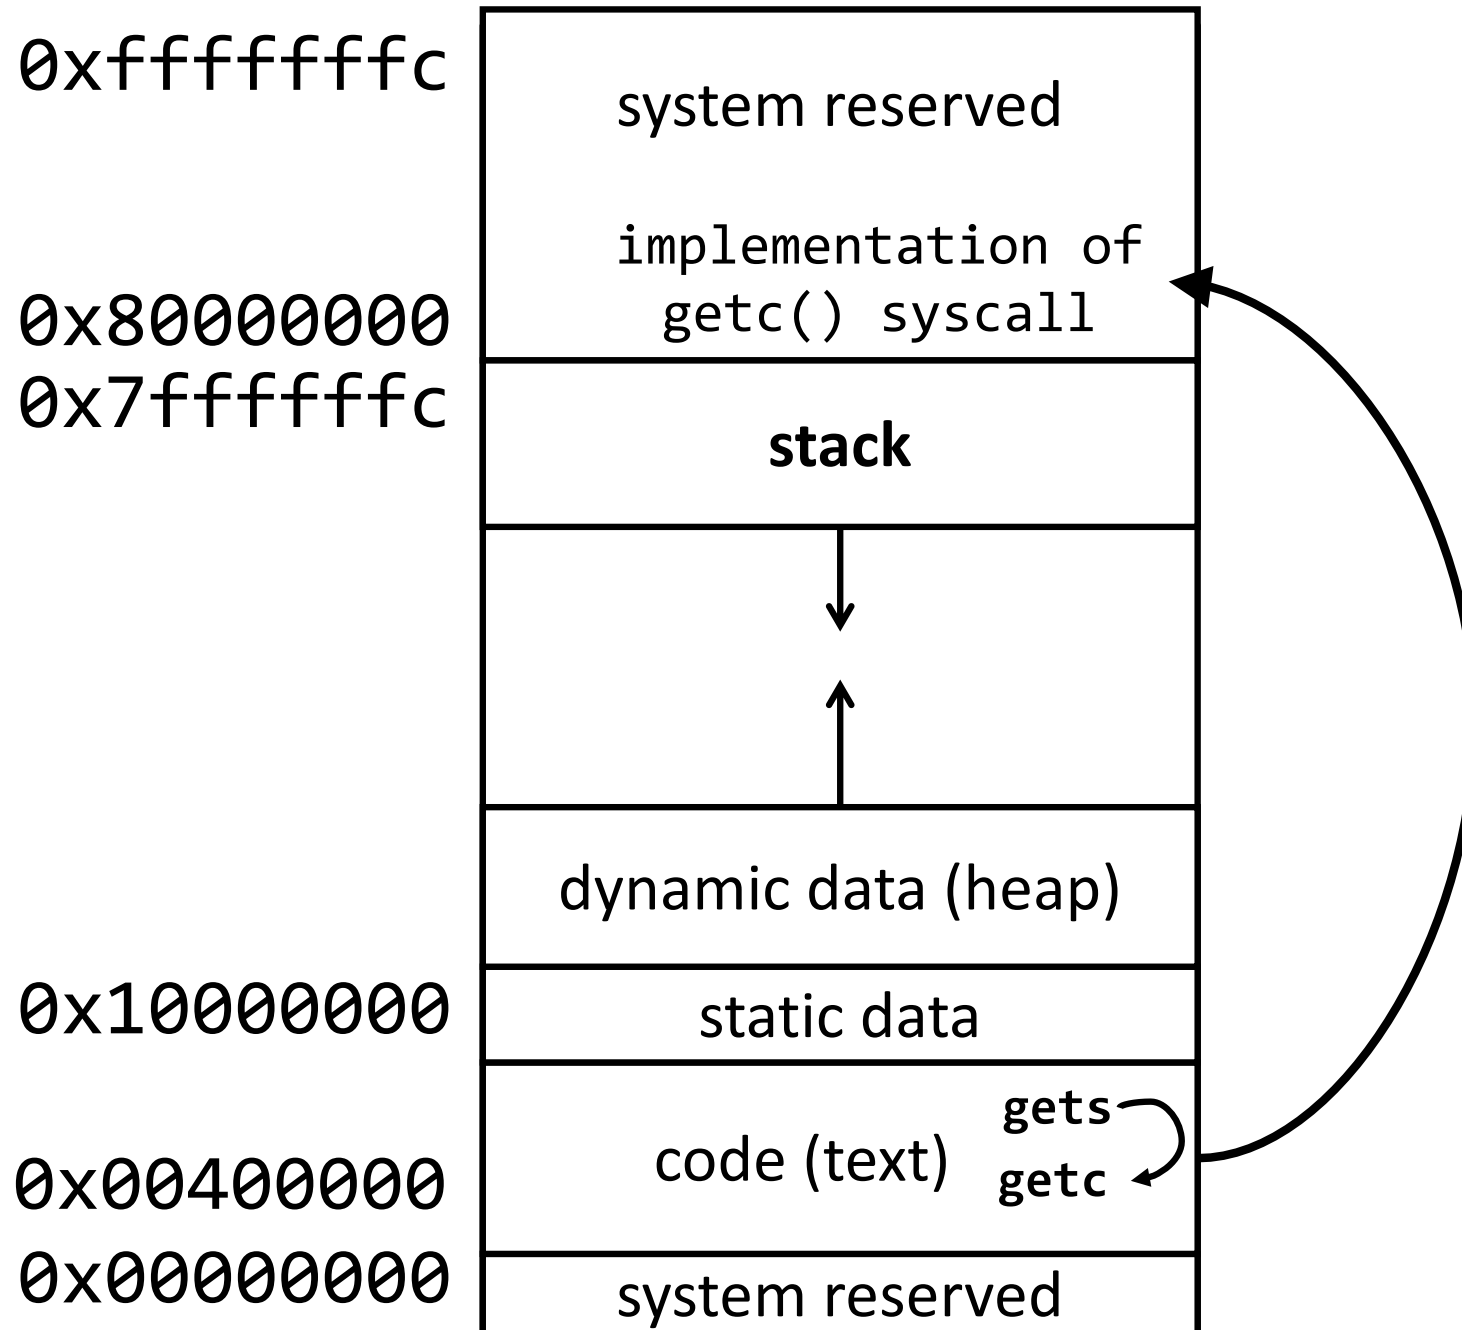 0xfffffffc
system reserved
implementation of
getc() syscall
0x80000000
0x7ffffffc
stack
dynamic data (heap)
0x10000000
static data
gets
code (text)
getc
0x00400000
0x00000000
system reserved